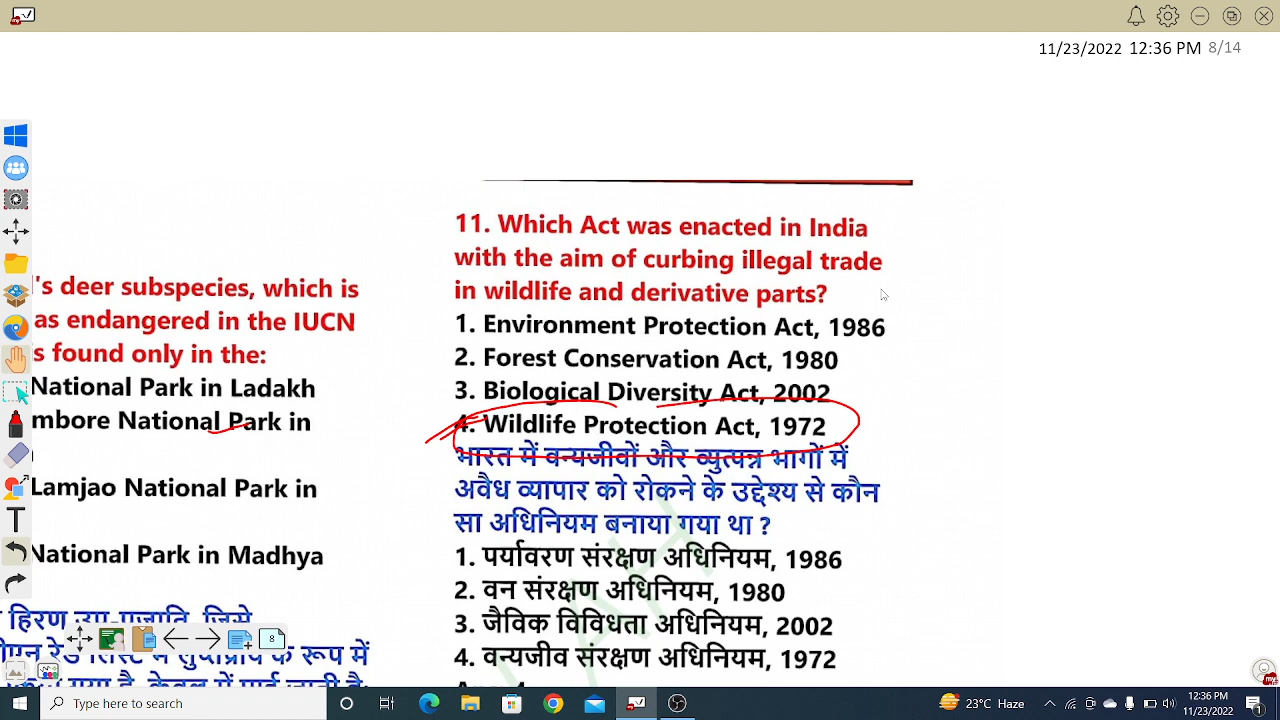 11/23/2022 12:36 PM 8/14
's deer subspecies, which is
as endangered in the IUCN
s found only in the:
National Park in Ladakh
mbore National Park in
Lamjao National Park in
National Park in Madhya
हिरण उप-प्रजाति, जिसे
के रूप में
11. Which Act was enacted in India
with the aim of curbing illegal trade
in wildlife and derivative parts?
1. Environment Protection Act, 1986
2. Forest Conservation Act, 1980
3. Biological Diversity Act, 2002
4. Wildlife Protection Act, 1972
भारत में वन्यजीवों और व्युत्पन्न भागों में
अवैध व्यापार को रोकने के उद्देश्य से कौन
सा अधिनियम बनाया गया था ?
1. पर्यावरण संरक्षण अधिनियम, 1986
2. वन संरक्षण अधिनियम, 1980
3. जैविक विविधता अधिनियम, 2002
4. वन्यजीव संरक्षण अधिनियम, 1972
T
8
Type here to search
23°C Haze
12:36 PM
11/23/2022
1